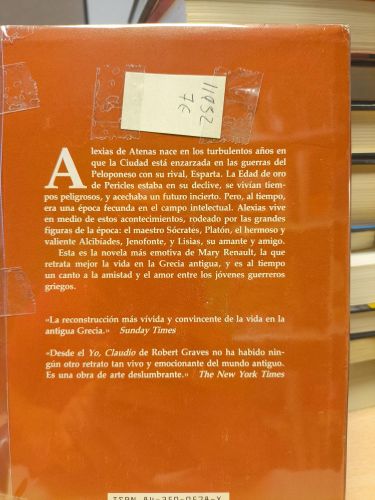 11052
7€
Alexias de Atenas nace en los turbulentos años en
que la Ciudad está enzarzada en las guerras del
Peloponeso con su rival, Esparta. La Edad de oro
de Pericles estaba en su declive, se vivían tiem-
pos peligrosos, y acechaba un futuro incierto. Pero, al tiempo,
era una época fecunda en el campo intelectual. Alexias vive
en medio de estos acontecimientos, rodeado por las grandes
figuras de la época: el maestro Sócrates, Platón, el hermoso y
valiente Alcibíades, Jenofonte, y Lisias, su amante y amigo.
Esta es la novela más emotiva de Mary Renault, la que
retrata mejor la vida en la Grecia antigua, y es al tiempo
un canto a la amistad y el amor entre los jóvenes guerreros
griegos.
«La reconstrucción más vívida y convincente de la vida en la
antigua Grecia.» Sunday Times
«Desde el Yo, Claudio de Robert Graves no ha habido nin-
gún otro retrato tan vivo y emocionante del mundo antiguo.
Es una obra de arte deslumbrante.» The New York Times
ISBN